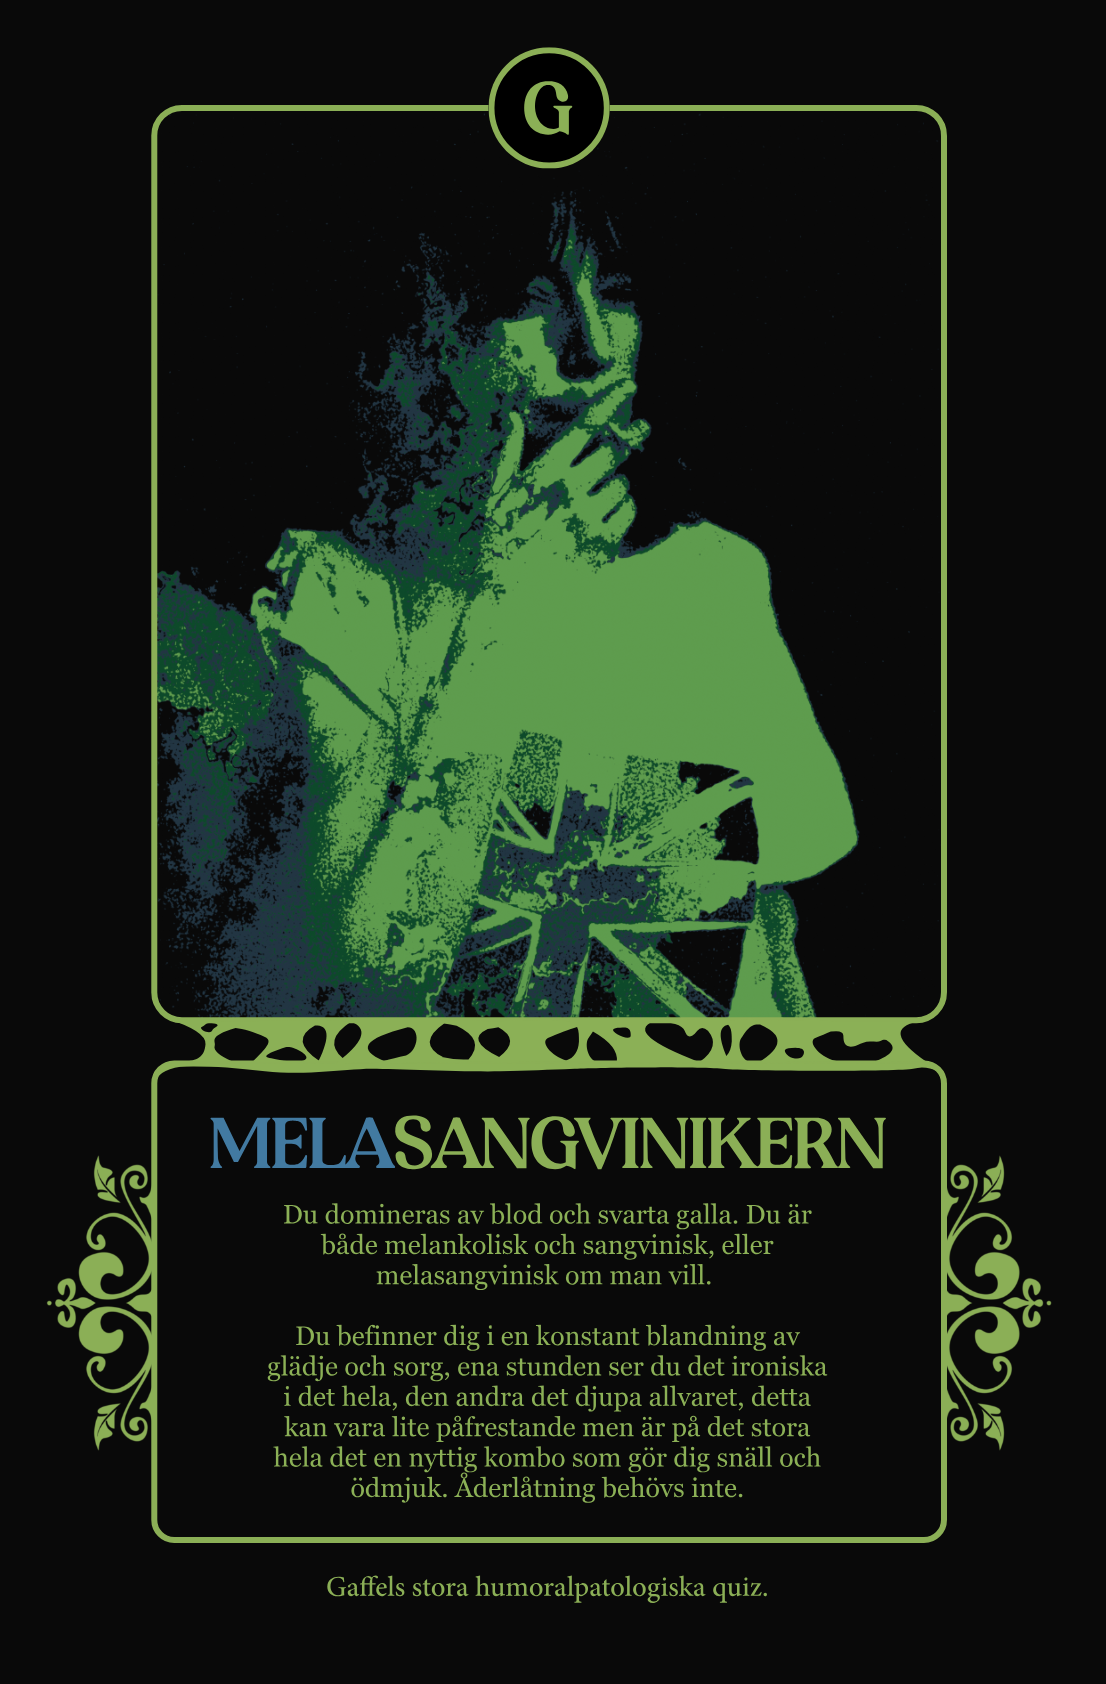 G
MELASANGVINIKERN
Du domineras av blod och svarta galla. Du är
både melankolisk och sangvinisk, eller
melasangvinisk om man vill.
Du befinner dig i en konstant blandning av
glädje och sorg, ena stunden ser du det ironiska
i det hela, den andra det djupa allvaret, detta
kan vara lite påfrestande men är på det stora
hela det en nyttig kombo som gör dig snäll och
ödmjuk. Åderlåtning behövs inte.
Gaffels stora humoralpatologiska quiz.